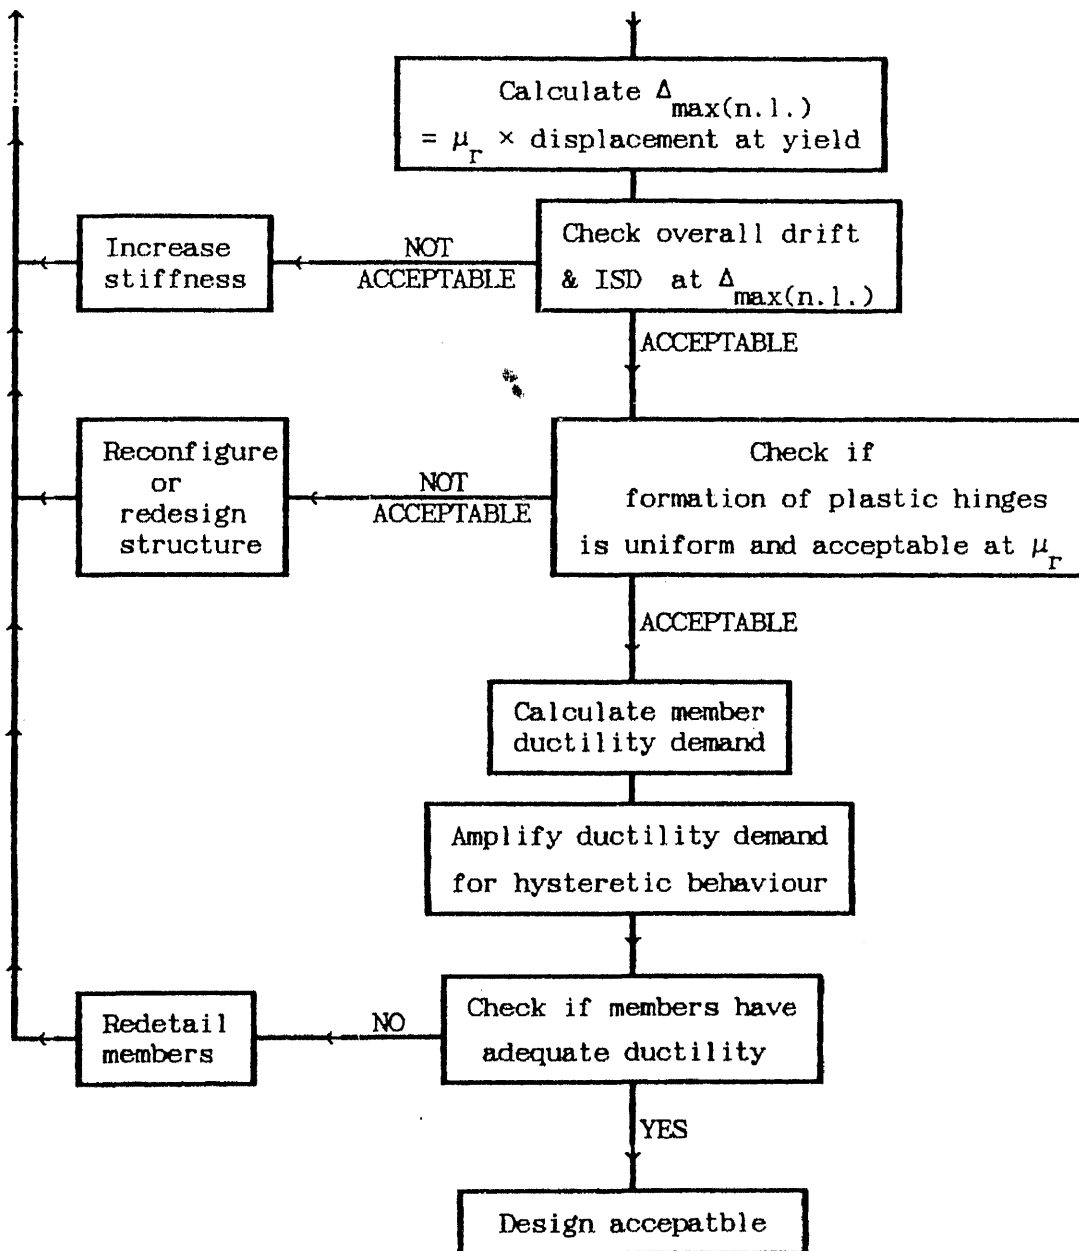 Calculate Δmax(n.l.)
= μr × displacement at yield
Increase
stiffness
NOT
ACCEPTABLE
Check overall drift
& ISD at Δmax(n.l.)
ACCEPTABLE
Reconfigure
or
redesign
structure
NOT
ACCEPTABLE
Check if
formation of plastic hinges
is uniform and acceptable at μr
ACCEPTABLE
Calculate member
ductility demand
Amplify ductility demand
for hysteretic behaviour
Redetail
members
NO
Check if members have
adequate ductility
YES
Design accepatble